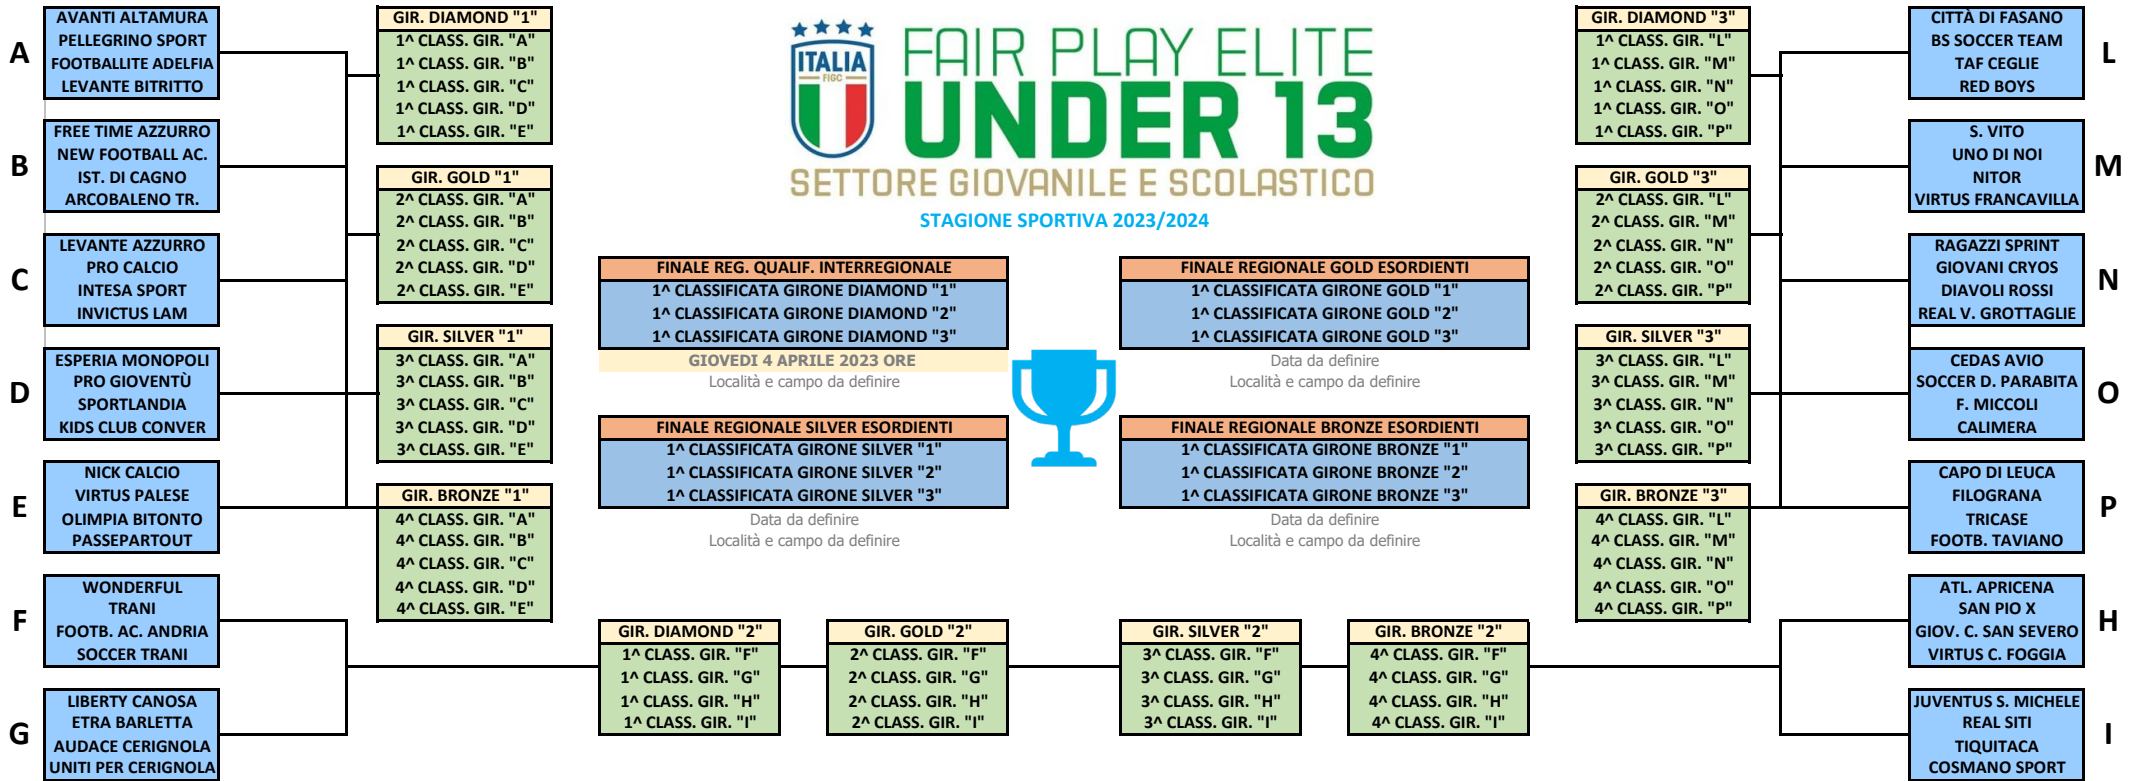 A
AVANTI ALTAMURA
PELLEGRINO SPORT
FOOTBALLITE ADELFIA
LEVANTE BITRITTO
B
FREE TIME AZZURRO
NEW FOOTBALL AC.
IST. DI CAGNO
ARCOBALENO TR.
C
LEVANTE AZZURRO
PRO CALCIO
INTESA SPORT
INVICTUS LAM
D
ESPERIA MONOPOLI
PRO GIOVENTÙ
SPORTLANDIA
KIDS CLUB CONVER
E
NICK CALCIO
VIRTUS PALESE
OLIMPIA BITONTO
PASSEPARTOUT
F
WONDERFUL
TRANI
FOOTB. AC. ANDRIA
SOCCER TRANI
G
LIBERTY CANOSA
ETRA BARLETTA
AUDACE CERIGNOLA
UNITI PER CERIGNOLA
GIR. DIAMOND "1"
1^ CLASS. GIR. "A"
1^ CLASS. GIR. "B"
1^ CLASS. GIR. "C"
1^ CLASS. GIR. "D"
1^ CLASS. GIR. "E"
GIR. GOLD "1"
2^ CLASS. GIR. "A"
2^ CLASS. GIR. "B"
2^ CLASS. GIR. "C"
2^ CLASS. GIR. "D"
2^ CLASS. GIR. "E"
GIR. SILVER "1"
3^ CLASS. GIR. "A"
3^ CLASS. GIR. "B"
3^ CLASS. GIR. "C"
3^ CLASS. GIR. "D"
3^ CLASS. GIR. "E"
GIR. BRONZE "1"
4^ CLASS. GIR. "A"
4^ CLASS. GIR. "B"
4^ CLASS. GIR. "C"
4^ CLASS. GIR. "D"
4^ CLASS. GIR. "E"
ITALIA
FIGC
FAIR PLAY ELITE
UNDER 13
SETTORE GIOVANILE E SCOLASTICO
STAGIONE SPORTIVA 2023/2024
FINALE REG. QUALIF. INTERREGIONALE
1^ CLASSIFICATA GIRONE DIAMOND "1"
1^ CLASSIFICATA GIRONE DIAMOND "2"
1^ CLASSIFICATA GIRONE DIAMOND "3"
GIOVEDI 4 APRILE 2023 ORE
Località e campo da definire
FINALE REGIONALE GOLD ESORDIENTI
1^ CLASSIFICATA GIRONE GOLD "1"
1^ CLASSIFICATA GIRONE GOLD "2"
1^ CLASSIFICATA GIRONE GOLD "3"
Data da definire
Località e campo da definire
FINALE REGIONALE SILVER ESORDIENTI
1^ CLASSIFICATA GIRONE SILVER "1"
1^ CLASSIFICATA GIRONE SILVER "2"
1^ CLASSIFICATA GIRONE SILVER "3"
Data da definire
Località e campo da definire
FINALE REGIONALE BRONZE ESORDIENTI
1^ CLASSIFICATA GIRONE BRONZE "1"
1^ CLASSIFICATA GIRONE BRONZE "2"
1^ CLASSIFICATA GIRONE BRONZE "3"
Data da definire
Località e campo da definire
GIR. DIAMOND "2"
1^ CLASS. GIR. "F"
1^ CLASS. GIR. "G"
1^ CLASS. GIR. "H"
1^ CLASS. GIR. "I"
GIR. GOLD "2"
2^ CLASS. GIR. "F"
2^ CLASS. GIR. "G"
2^ CLASS. GIR. "H"
2^ CLASS. GIR. "I"
GIR. SILVER "2"
3^ CLASS. GIR. "F"
3^ CLASS. GIR. "G"
3^ CLASS. GIR. "H"
3^ CLASS. GIR. "I"
GIR. BRONZE "2"
4^ CLASS. GIR. "F"
4^ CLASS. GIR. "G"
4^ CLASS. GIR. "H"
4^ CLASS. GIR. "I"
GIR. DIAMOND "3"
1^ CLASS. GIR. "L"
1^ CLASS. GIR. "M"
1^ CLASS. GIR. "N"
1^ CLASS. GIR. "O"
1^ CLASS. GIR. "P"
GIR. GOLD "3"
2^ CLASS. GIR. "L"
2^ CLASS. GIR. "M"
2^ CLASS. GIR. "N"
2^ CLASS. GIR. "O"
2^ CLASS. GIR. "P"
GIR. SILVER "3"
3^ CLASS. GIR. "L"
3^ CLASS. GIR. "M"
3^ CLASS. GIR. "N"
3^ CLASS. GIR. "O"
3^ CLASS. GIR. "P"
GIR. BRONZE "3"
4^ CLASS. GIR. "L"
4^ CLASS. GIR. "M"
4^ CLASS. GIR. "N"
4^ CLASS. GIR. "O"
4^ CLASS. GIR. "P"
CITTÀ DI FASANO
BS SOCCER TEAM
TAF CEGLIE
RED BOYS
L
S. VITO
UNO DI NOI
NITOR
VIRTUS FRANCAVILLA
M
RAGAZZI SPRINT
GIOVANI CRYOS
DIAVOLI ROSSI
REAL V. GROTTAGLIE
N
CEDAS AVIO
SOCCER D. PARABITA
F. MICCOLI
CALIMERA
O
CAPO DI LEUCA
FILOGRANA
TRICASE
FOOTB. TAVIANO
P
ATL. APRICENA
SAN PIO X
GIOV. C. SAN SEVERO
VIRTUS C. FOGGIA
H
JUVENTUS S. MICHELE
REAL SITI
TIQUITACA
COSMANO SPORT
I